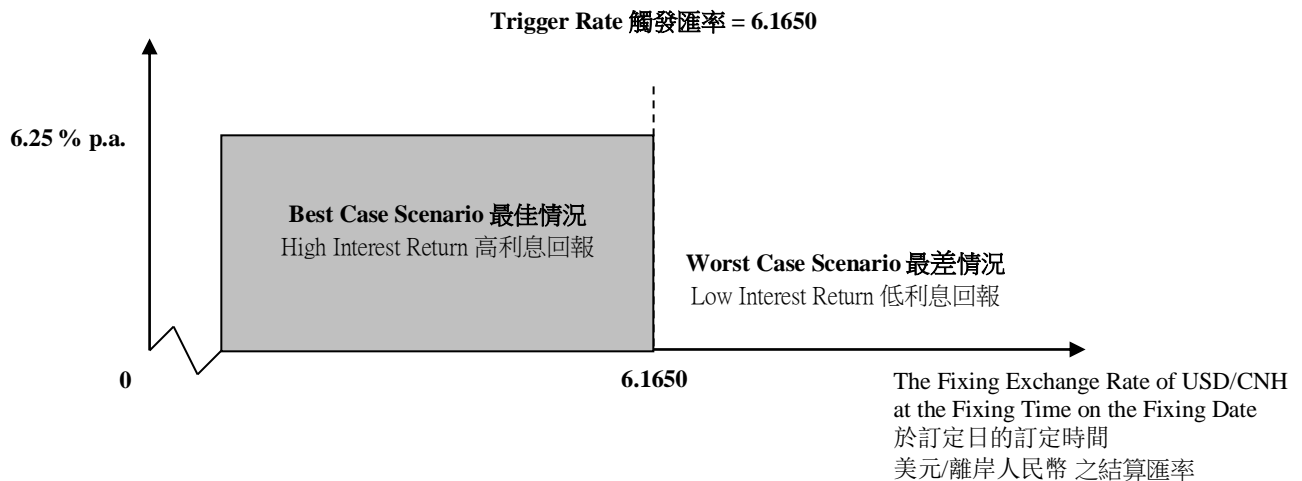 Trigger Rate 觸發匯率 = 6.1650
6.25 % p.a.
Best Case Scenario 最佳情況
High Interest Return 高利息回報
Worst Case Scenario 最差情況
Low Interest Return 低利息回報
0
6.1650
The Fixing Exchange Rate of USD/CNH
at the Fixing Time on the Fixing Date
於訂定日的訂定時間
美元/離岸人民幣 之結算匯率